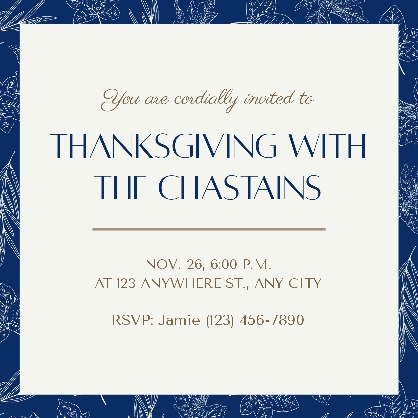 You are cordially invited to
THANKSGIVING WITH
THE CHASTAINS
NOV. 26, 6:00 P.M.
AT 123 ANYWHERE ST., ANY CITY
RSVP: Jamie (123) 456-7890